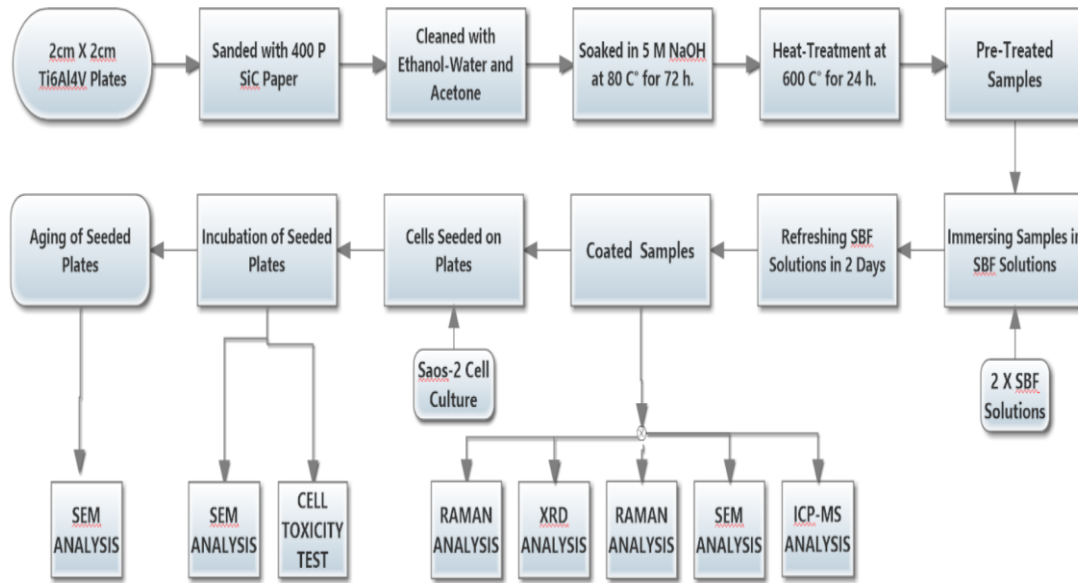 2cm X 2cm
Ti6Al4V Plates
Sanded with 400 P
SiC Paper
Cleaned with
Ethanol-Water and
Acetone
Soaked in 5 M NaOH
at 80 C° for 72 h.
Heat-Treatment at
600 C° for 24 h.
Pre-Treated
Samples
Immersing Samples in
SBF Solutions
2 X SBF
Solutions
Refreshing SBF
Solutions in 2 Days
Coated Samples
Cells Seeded on
Plates
Saos-2 Cell
Culture
Incubation of Seeded
Plates
Aging of Seeded
Plates
SEM
ANALYSIS
SEM
ANALYSIS
CELL
TOXICITY
TEST
RAMAN
ANALYSIS
XRD
ANALYSIS
RAMAN
ANALYSIS
SEM
ANALYSIS
ICP-MS
ANALYSIS